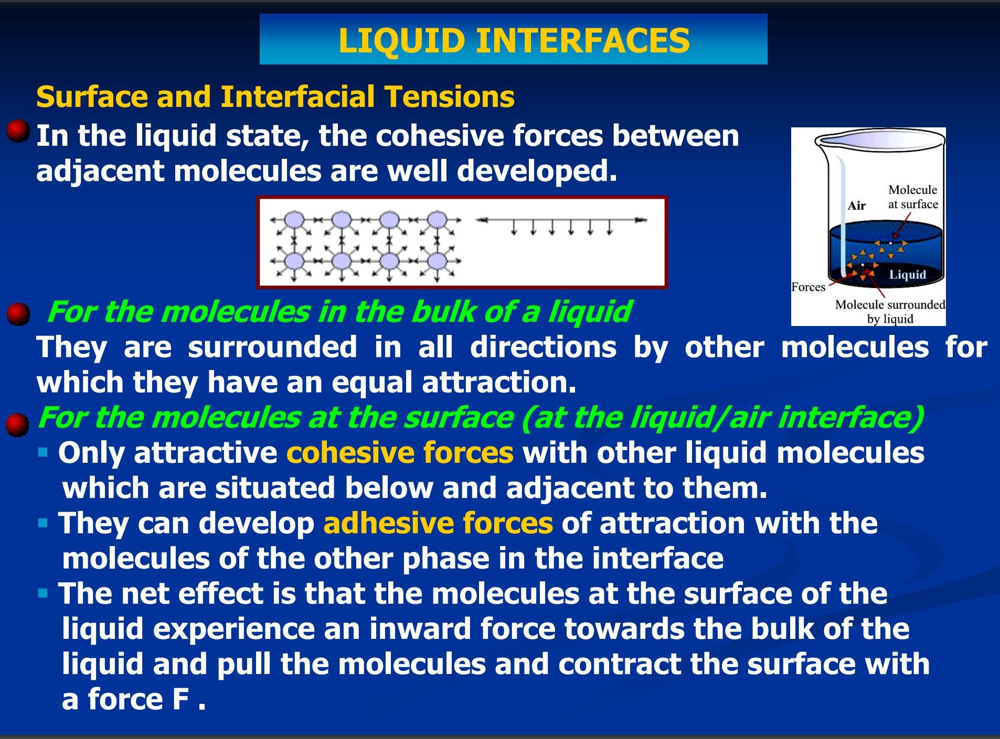 LIQUID INTERFACES
Surface and Interfacial Tensions
In the liquid state, the cohesive forces between
adjacent molecules are well developed.
Molecule
at surface
Air
Liquid
Forces
Molecule surrounded
by liquid
For the molecules in the bulk of a liquid
They are surrounded in all directions by other molecules for
which they have an equal attraction.
For the molecules at the surface (at the liquid/air interface)
Only attractive cohesive forces with other liquid molecules
which are situated below and adjacent to them.
They can develop adhesive forces of attraction with the
molecules of the other phase in the interface
The net effect is that the molecules at the surface of the
liquid experience an inward force towards the bulk of the
liquid and pull the molecules and contract the surface with
a force F .